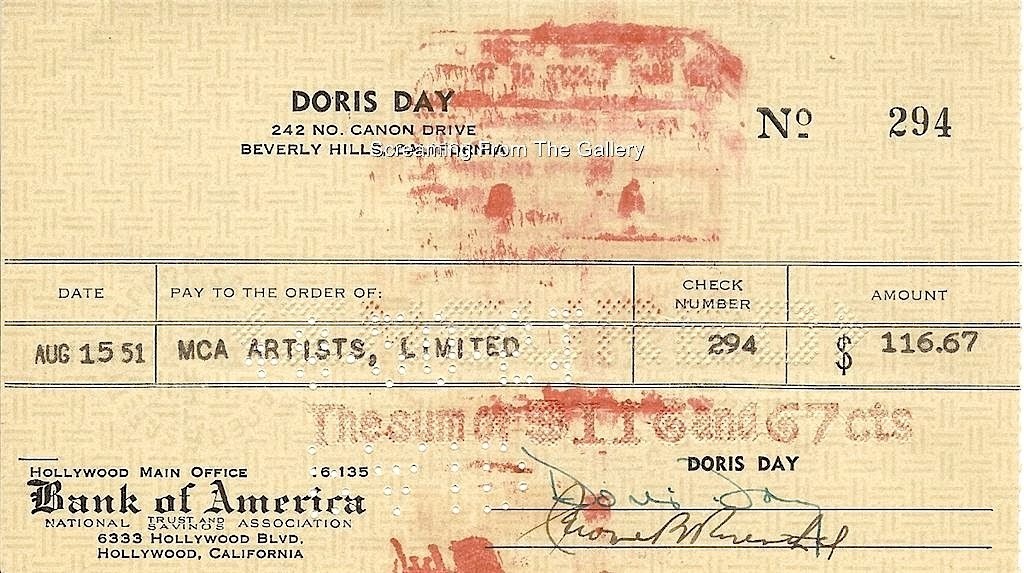 DORIS DAY
242 NO. CANON DRIVE
BEVERLY HILLS, CALIFORNIA
Screaming From The Gallery
Nº 294
DATE PAY TO THE ORDER OF: CHECK NUMBER AMOUNT
AUG 15 51 MCA ARTISTS, LIMITED 294 $ 116.67
The sum of $116 and 67 cts
DORIS DAY
HOLLYWOOD MAIN OFFICE 16-135
Bank of America
NATIONAL TRUST AND SAVINGS ASSOCIATION
6333 HOLLYWOOD BLVD.
HOLLYWOOD, CALIFORNIA
Doris Day